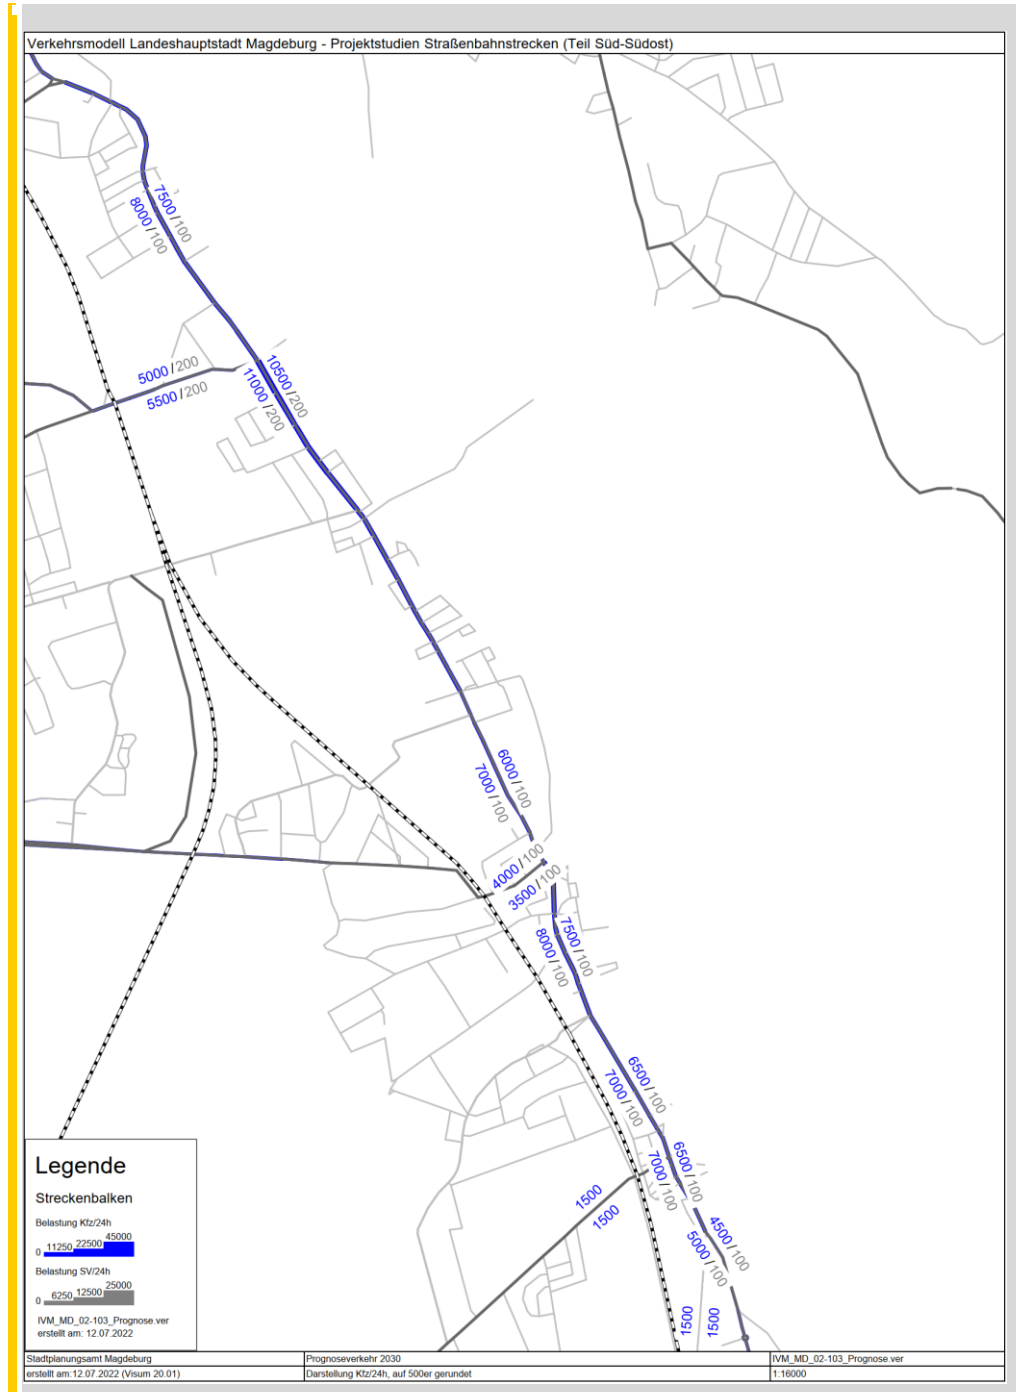 Verkehrsmodell Landeshauptstadt Magdeburg - Projektstudien Straßenbahnstrecken (Teil Süd-Südost)
7500/100
8000/100
5000/200
5500/200
10500/200
11000/200
6000/100
7000/100
4000/100
3500/100
7500/100
8000/100
6500/100
7000/100
6500/100
7000/100
1500
1500
4500/100
5000/100
1500
1500
Legende
Streckenbalken
Belastung Kfz/24h
0 11250 22500 45000
Belastung SV/24h
0 6250 12500 25000
IVM_MD_02-103_Prognose.ver
erstellt am: 12.07.2022
Stadtplanungsamt Magdeburg
Prognoseverkehr 2030
IVM_MD_02-103_Prognose.ver
erstellt am:12.07.2022 (Visum 20.01)
Darstellung Kfz/24h, auf 500er gerundet
1:16000